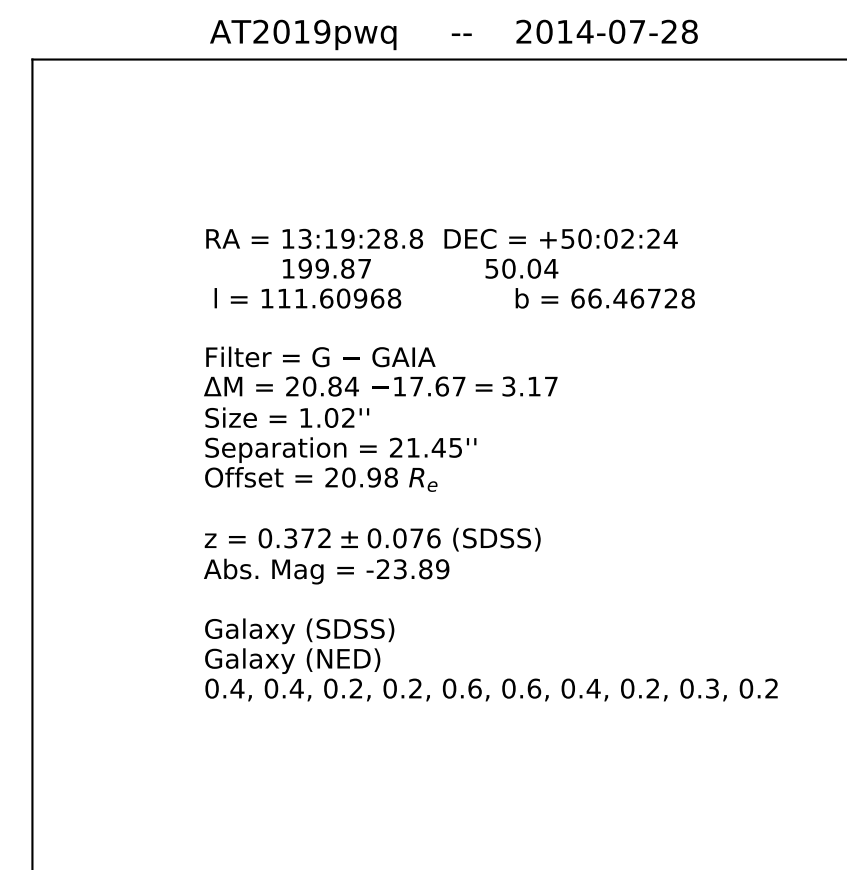 AT2019pwq -- 2014-07-28
RA = 13:19:28.8 DEC = +50:02:24
199.87 50.04
l = 111.60968 b = 66.46728
Filter = G − GAIA
ΔM = 20.84 −17.67 = 3.17
Size = 1.02''
Separation = 21.45''
Offset = 20.98 Rₑ
z = 0.372 ± 0.076 (SDSS)
Abs. Mag = -23.89
Galaxy (SDSS)
Galaxy (NED)
0.4, 0.4, 0.2, 0.2, 0.6, 0.6, 0.4, 0.2, 0.3, 0.2